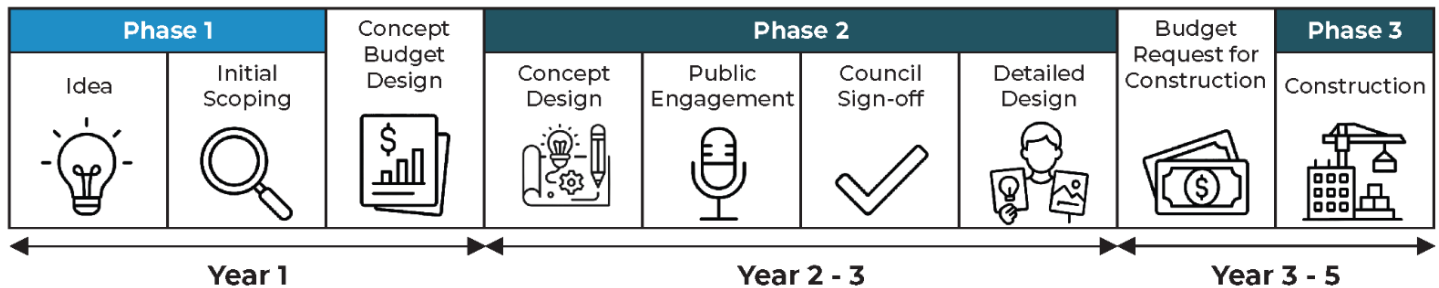 Phase 1
Idea
Initial
Scoping
Concept
Budget
Design
$
Phase 2
Concept
Design
Public
Engagement
Council
Sign-off
Detailed
Design
Budget
Request for
Construction
$
Phase 3
Construction
Year 1
Year 2 - 3
Year 3 - 5